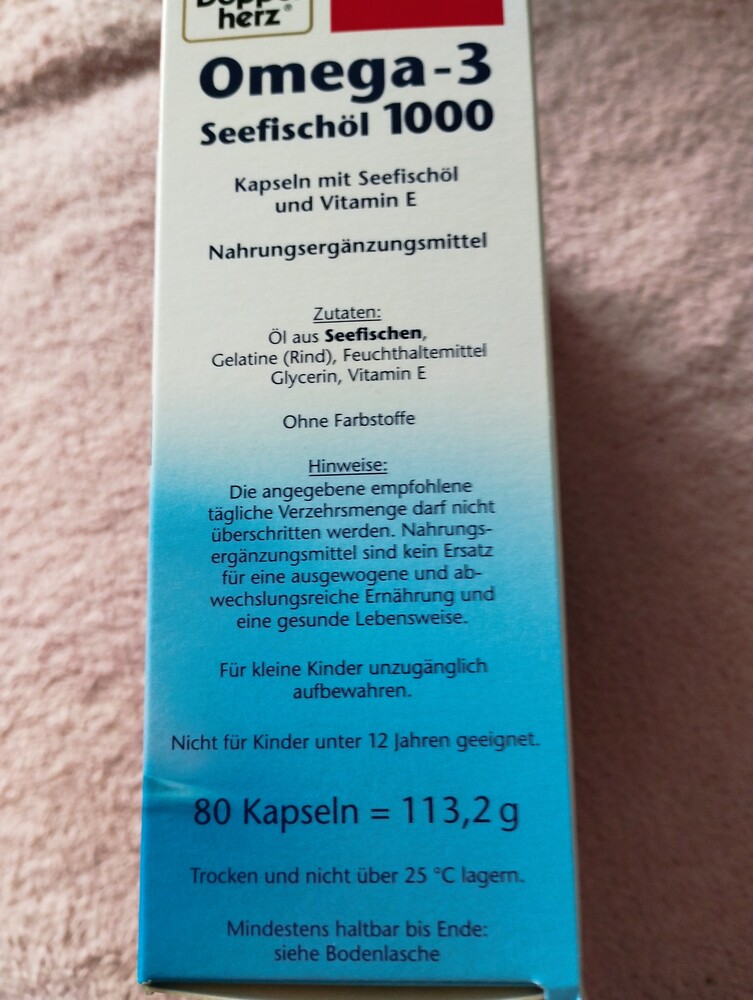 Doppel
herz®
Omega-3
Seefischöl 1000
Kapseln mit Seefischöl
und Vitamin E
Nahrungsergänzungsmittel
Zutaten:
Öl aus Seefischen,
Gelatine (Rind), Feuchthaltemittel
Glycerin, Vitamin E
Ohne Farbstoffe
Hinweise:
Die angegebene empfohlene
tägliche Verzehrsmenge darf nicht
überschritten werden. Nahrungs-
ergänzungsmittel sind kein Ersatz
für eine ausgewogene und ab-
wechslungsreiche Ernährung und
eine gesunde Lebensweise.
Für kleine Kinder unzugänglich
aufbewahren.
Nicht für Kinder unter 12 Jahren geeignet.
80 Kapseln = 113,2 g
Trocken und nicht über 25 °C lagern.
Mindestens haltbar bis Ende:
siehe Bodenlasche